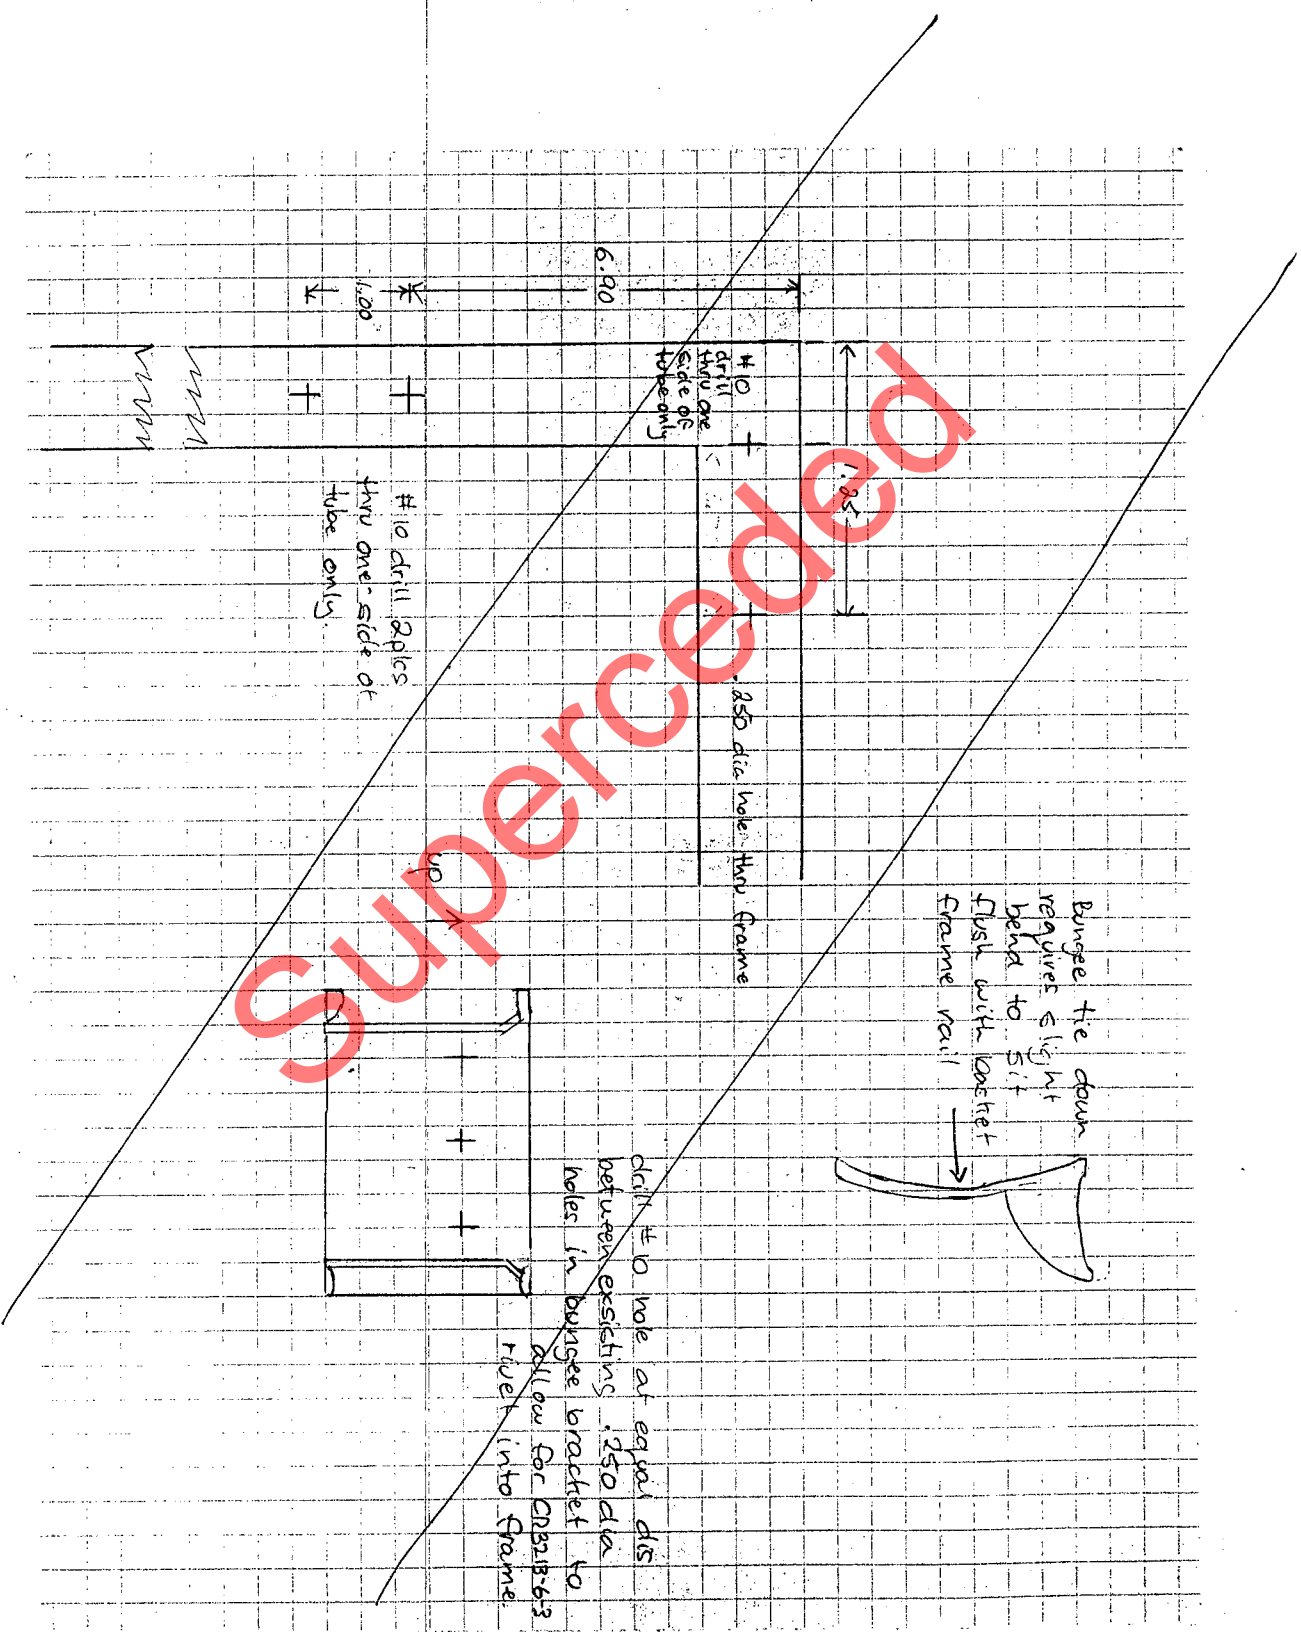 Superceded
Bungee tie down
requires slight
bend to sit
flush with basket
frame rail
1.25
#10
drill
thru one
side of
tube only
.250 dia hole thru frame
6.90
1.00
#10 drill 2plcs
thru one side of
tube only.
up
drill #10 hole at equal dis
between exsisting .250 dia
holes in bungee bracket to
allow for CR3213-6-3
rivet into frame.